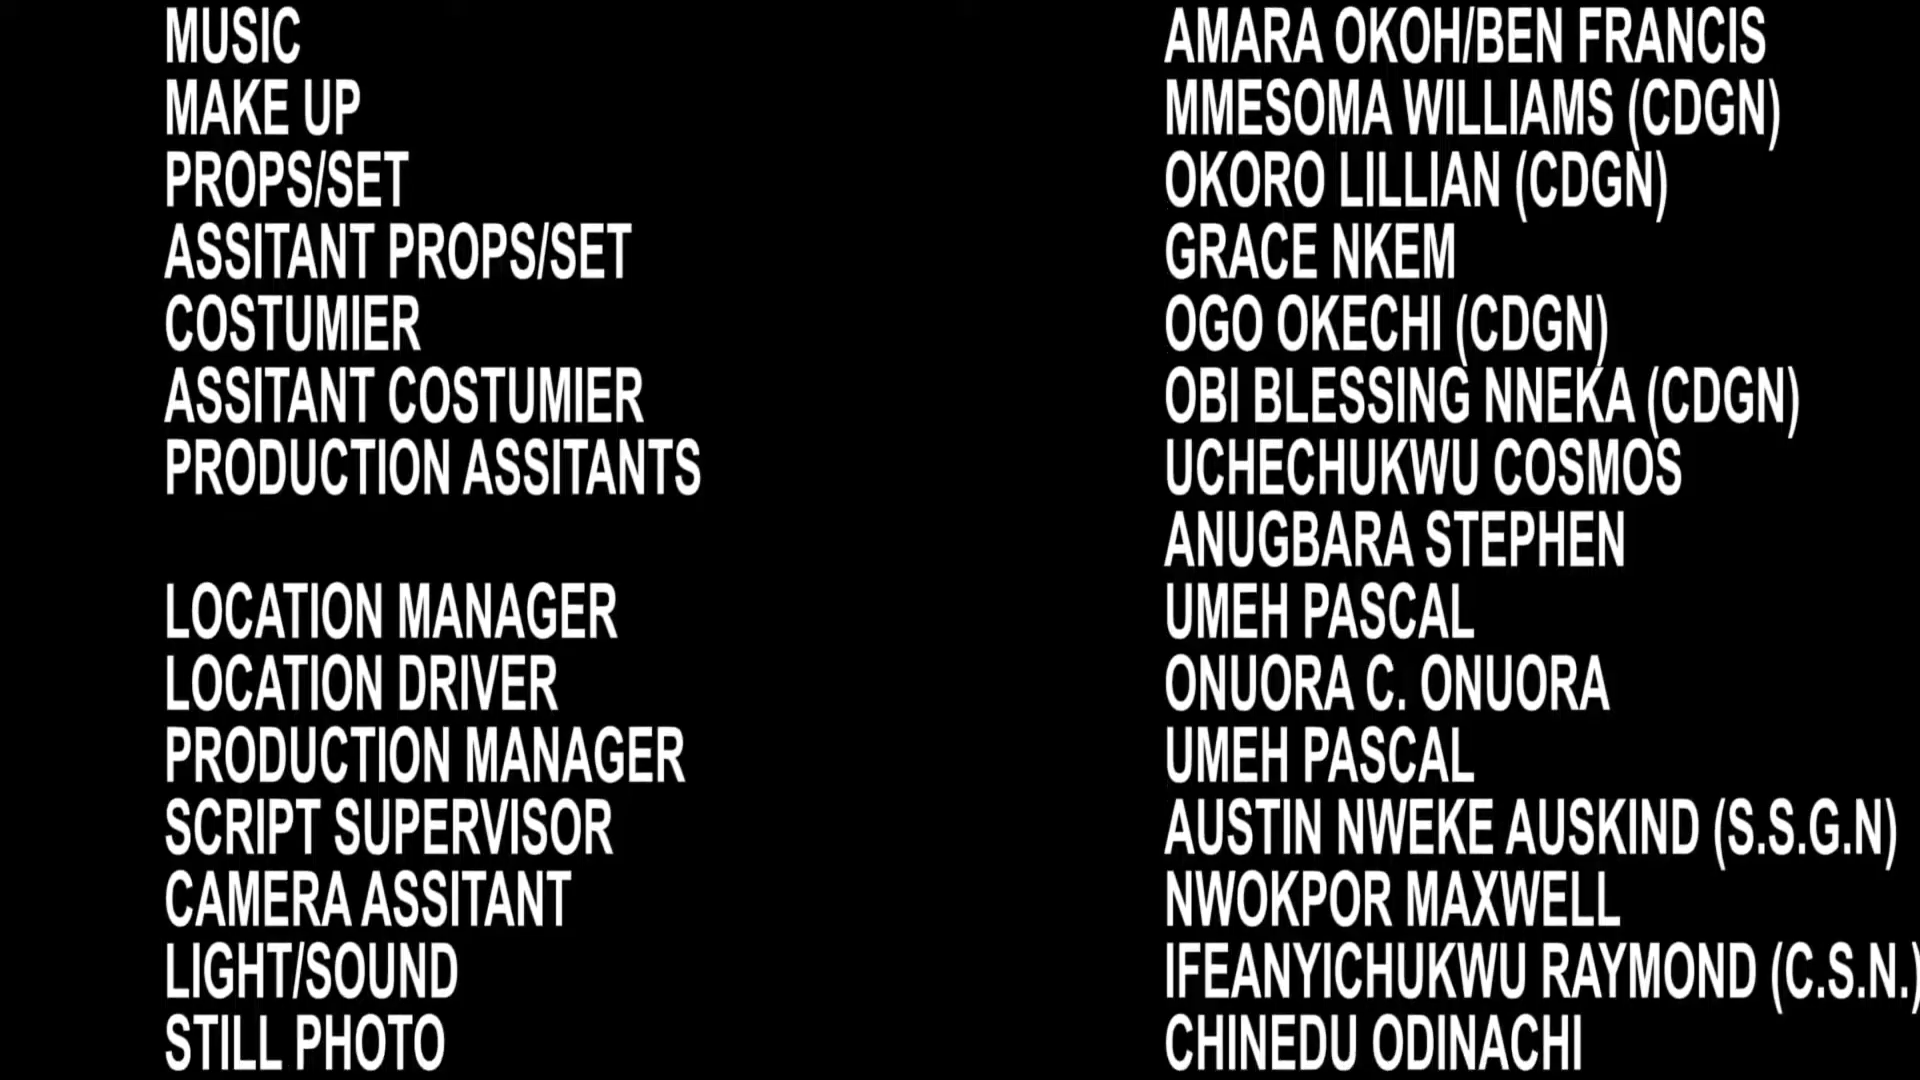 MUSIC AMARA OKOH/BEN FRANCIS
MAKE UP MMESOMA WILLIAMS (CDGN)
PROPS/SET OKORO LILLIAN (CDGN)
ASSITANT PROPS/SET GRACE NKEM
COSTUMIER OGO OKECHI (CDGN)
ASSITANT COSTUMIER OBI BLESSING NNEKA (CDGN)
PRODUCTION ASSITANTS UCHECHUKWU COSMOS
ANUGBARA STEPHEN
LOCATION MANAGER UMEH PASCAL
LOCATION DRIVER ONUORA C. ONUORA
PRODUCTION MANAGER UMEH PASCAL
SCRIPT SUPERVISOR AUSTIN NWEKE AUSKIND (S.S.G.N)
CAMERA ASSITANT NWOKPOR MAXWELL
LIGHT/SOUND IFEANYICHUKWU RAYMOND (C.S.N.)
STILL PHOTO CHINEDU ODINACHI